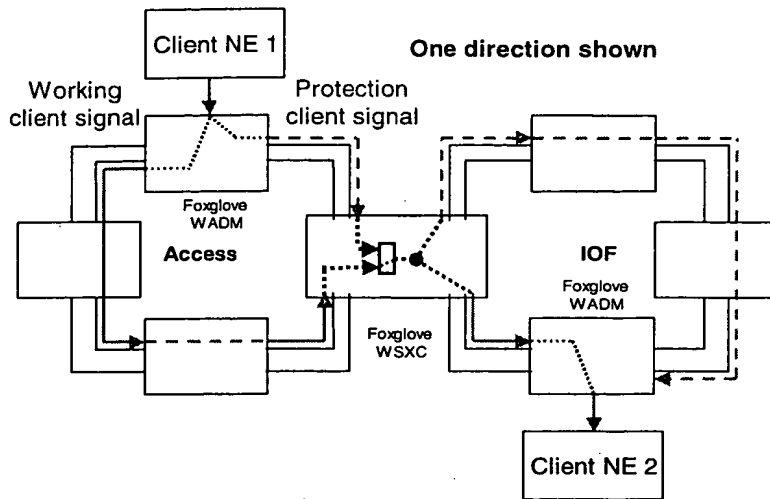 Client NE 1
One direction shown
Working
client signal
Protection
client signal
Foxglove
WADM
Access
IOF
Foxglove
WADM
Foxglove
WSXC
Client NE 2